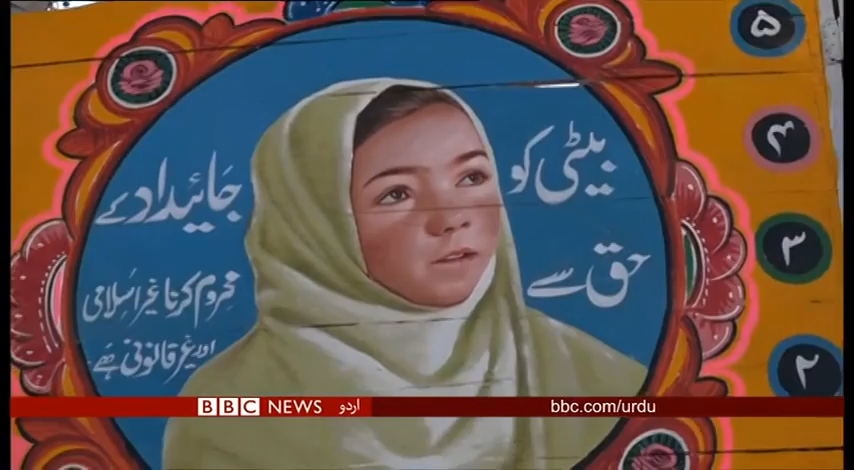 بیٹی کو
جائیداد کے
حق سے
محروم کرنا غیر اسلامی
اور غیر قانونی ہے
۵
۴
۳
۲
BBC NEWS اردو
bbc.com/urdu